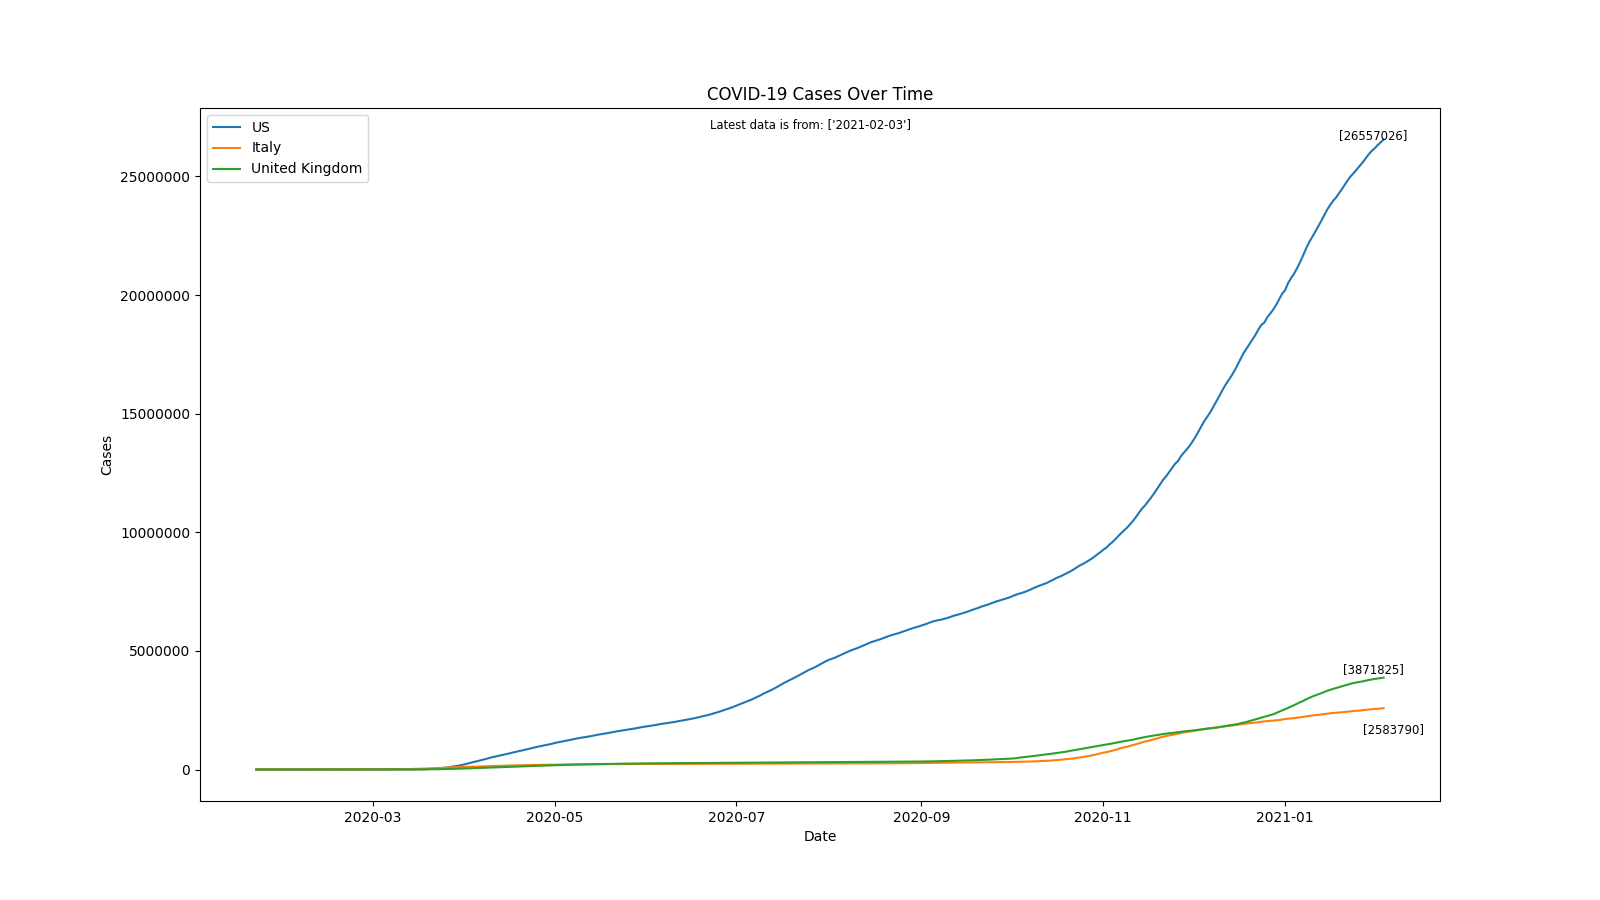 COVID-19 Cases Over Time
Latest data is from: ['2021-02-03']
US
Italy
United Kingdom
[26557026]
[3871825]
[2583790]
25000000
20000000
15000000
10000000
5000000
0
Cases
2020-03
2020-05
2020-07
2020-09
2020-11
2021-01
Date